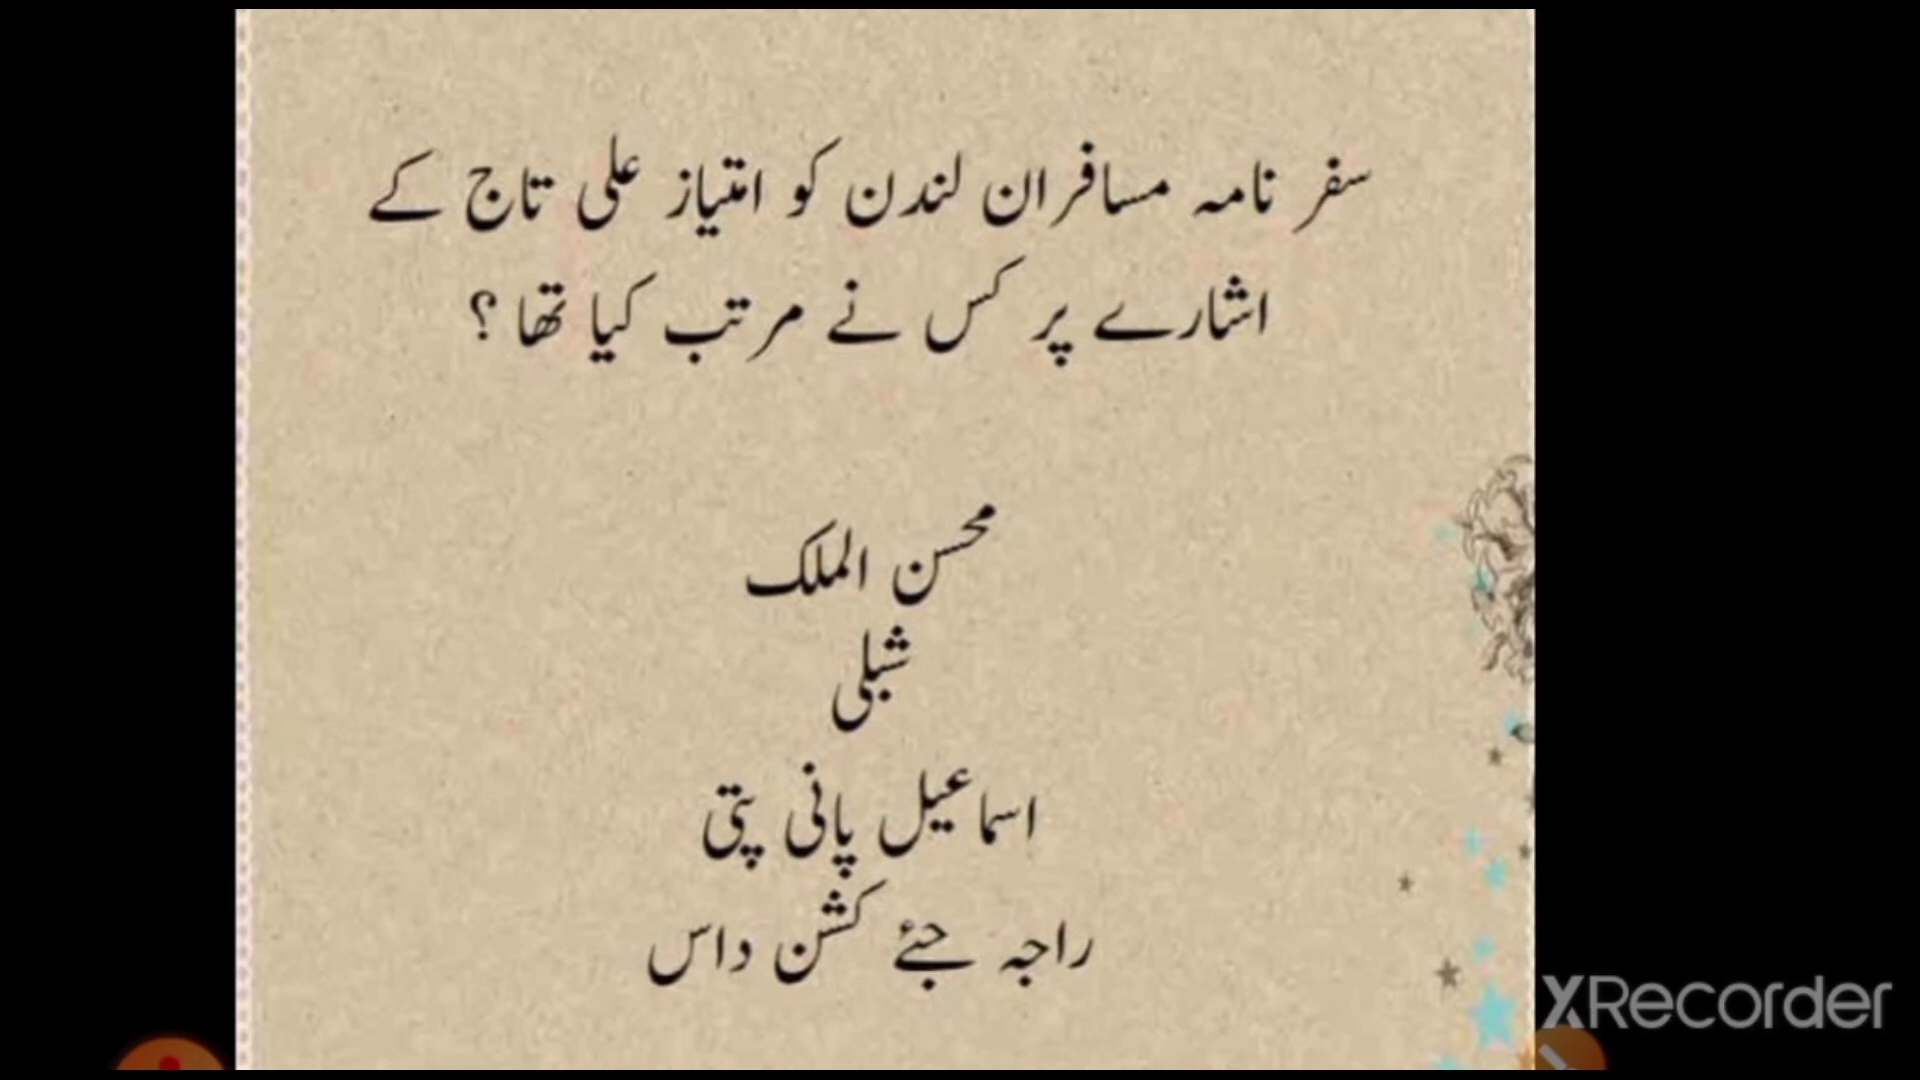 سفر نامہ مسافران لندن کو امتیاز علی تاج کے
اشارے پر کس نے مرتب کیا تھا ؟
محسن الملک
شبلی
اسماعیل پانی پتی
راجہ جئے کشن داس
XRecorder